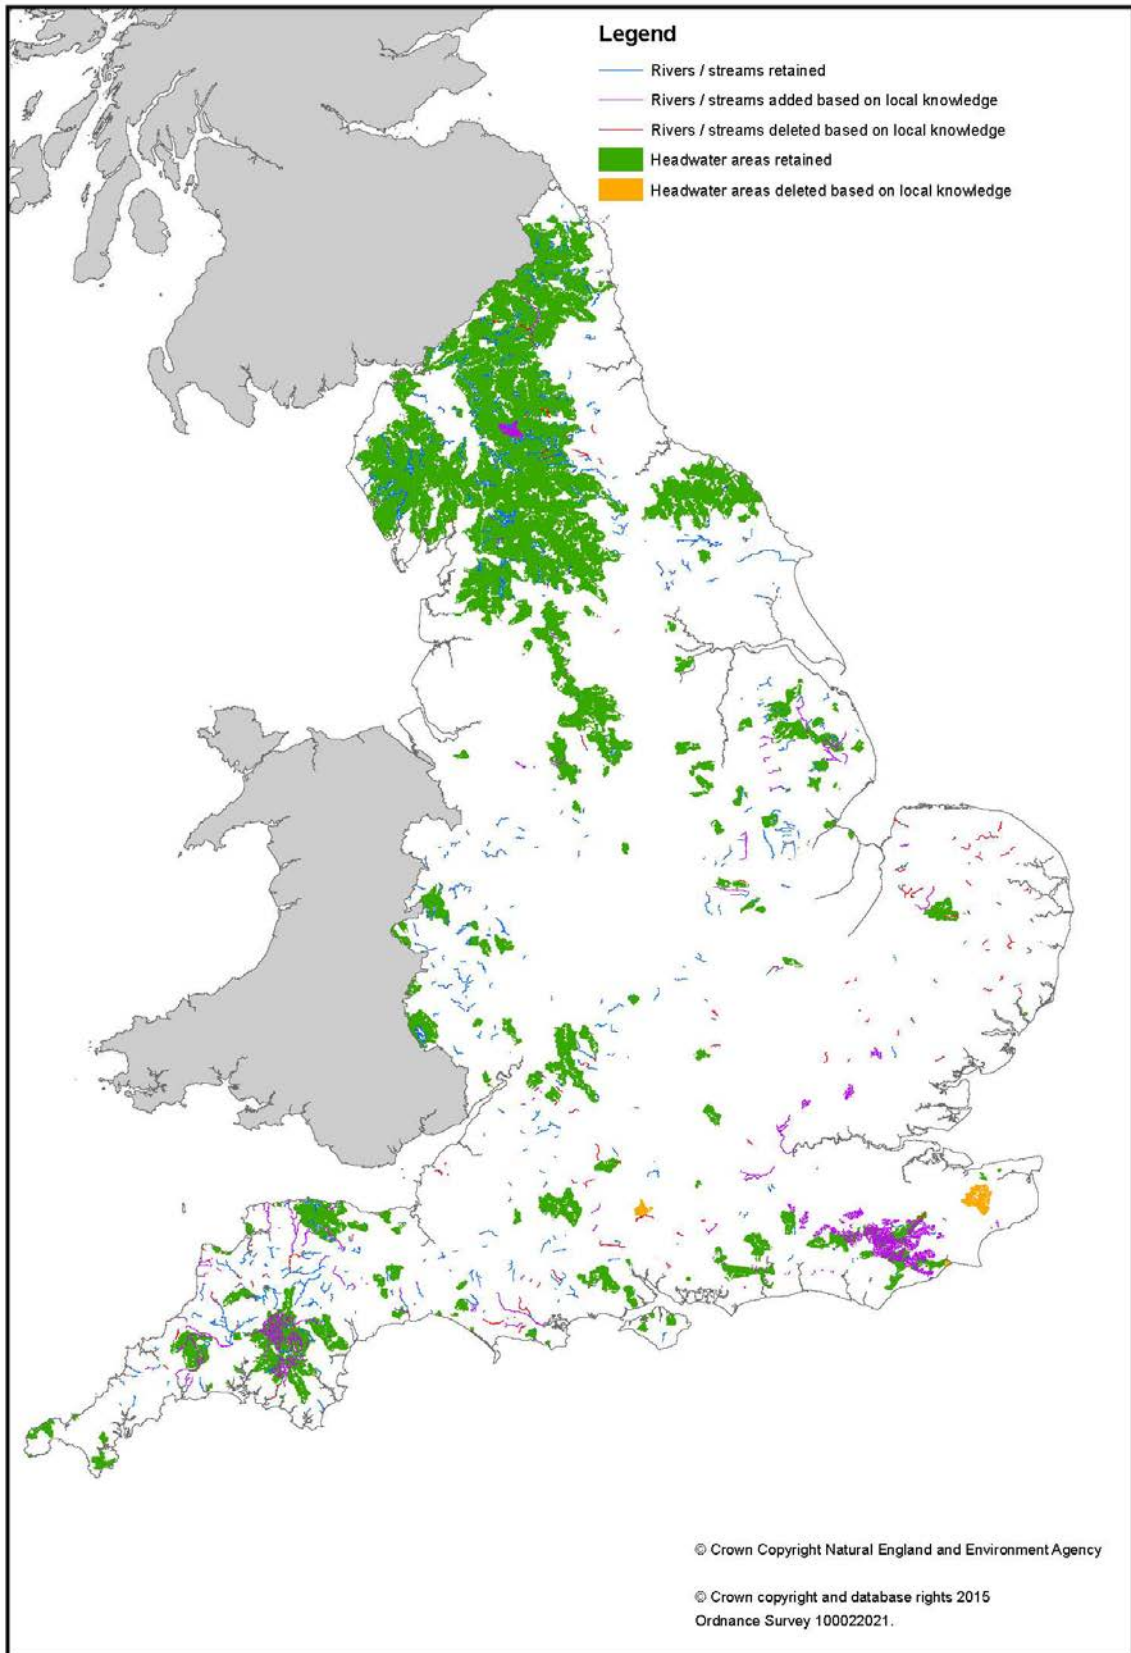 Legend
Rivers / streams retained
Rivers / streams added based on local knowledge
Rivers / streams deleted based on local knowledge
Headwater areas retained
Headwater areas deleted based on local knowledge
© Crown Copyright Natural England and Environment Agency
© Crown copyright and database rights 2015
Ordnance Survey 100022021.